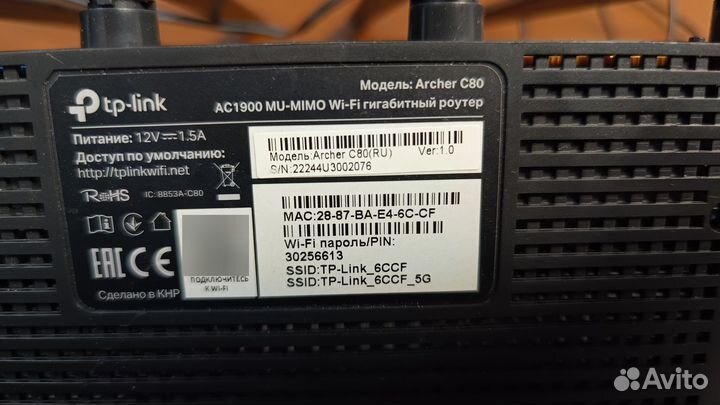 Модель: Archer C80
tp-link
AC1900 MU-MIMO Wi-Fi гигабитный роутер
Питание: 12V⎓1.5A
Доступ по умолчанию:
http://tplinkwifi.net
RoHS
IC: 8853A-C80
Модель:Archer C80(RU) Ver:1.0
S/N:22244U3002076
MAC:28-87-BA-E4-6C-CF
Wi-Fi пароль/PIN:
30256613
SSID:TP-Link_6CCF
SSID:TP-Link_6CCF_5G
ПОДКЛЮЧИТЕСЬ
К WI-FI
EAC
CE
Сделано в КНР
Avito